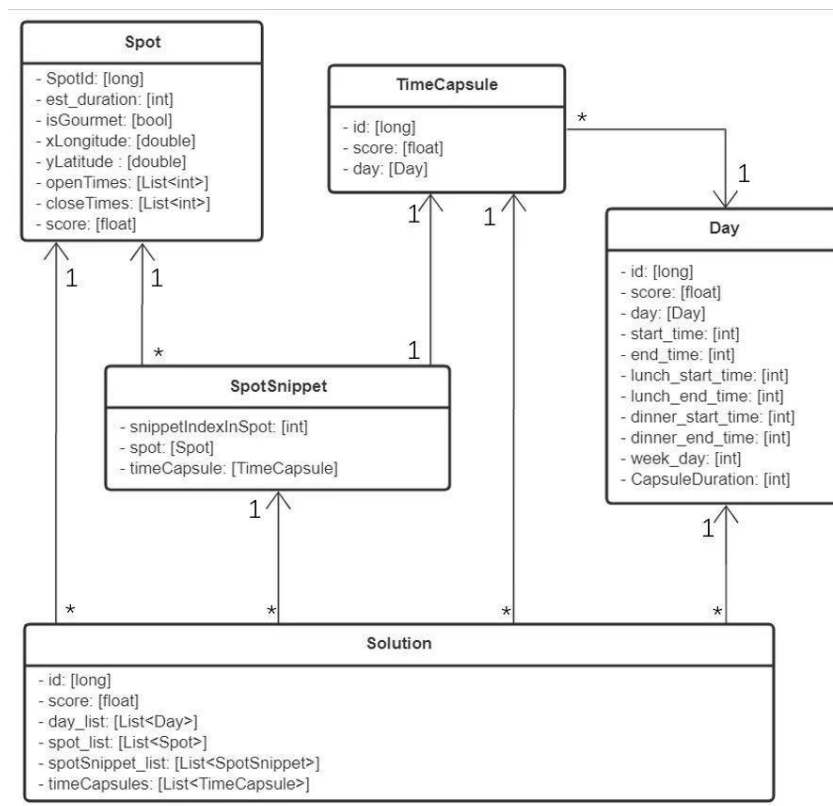 Spot
- SpotId: [long]
- est_duration: [int]
- isGourmet: [bool]
- xLongitude: [double]
- yLatitude : [double]
- openTimes: [List<int>]
- closeTimes: [List<int>]
- score: [float]
TimeCapsule
- id: [long]
- score: [float]
- day: [Day]
*
1
Day
- id: [long]
- score: [float]
- day: [Day]
- start_time: [int]
- end_time: [int]
- lunch_start_time: [int]
- lunch_end_time: [int]
- dinner_start_time: [int]
- dinner_end_time: [int]
- week_day: [int]
- CapsuleDuration: [int]
1
1
1
1
*
1
SpotSnippet
- snippetIndexInSpot: [int]
- spot: [Spot]
- timeCapsule: [TimeCapsule]
1
1
*
*
*
*
Solution
- id: [long]
- score: [float]
- day_list: [List<Day>]
- spot_list: [List<Spot>]
- spotSnippet_list: [List<SpotSnippet>]
- timeCapsules: [List<TimeCapsule>]